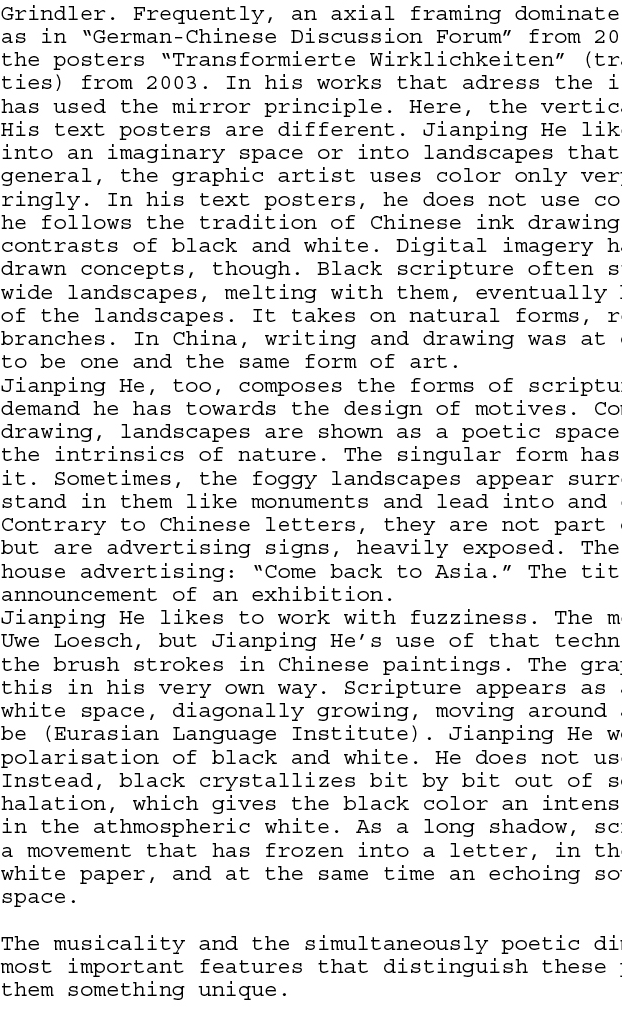 Grindler. Frequently, an axial framing dominate
as in “German-Chinese Discussion Forum” from 20
the posters “Transformierte Wirklichkeiten” (tra
ties) from 2003. In his works that adress the i
has used the mirror principle. Here, the vertica
His text posters are different. Jianping He like
into an imaginary space or into landscapes that
general, the graphic artist uses color only very
ringly. In his text posters, he does not use co
he follows the tradition of Chinese ink drawing
contrasts of black and white. Digital imagery ha
drawn concepts, though. Black scripture often s
wide landscapes, melting with them, eventually
of the landscapes. It takes on natural forms, r
branches. In China, writing and drawing was at
to be one and the same form of art.
Jianping He, too, composes the forms of scriptu
demand he has towards the design of motives. Co
drawing, landscapes are shown as a poetic space
the intrinsics of nature. The singular form has
it. Sometimes, the foggy landscapes appear surr
stand in them like monuments and lead into and
Contrary to Chinese letters, they are not part
but are advertising signs, heavily exposed. The
house advertising: “Come back to Asia.” The tit
announcement of an exhibition.
Jianping He likes to work with fuzziness. The m
Uwe Loesch, but Jianping He’s use of that techn
the brush strokes in Chinese paintings. The gra
this in his very own way. Scripture appears as a
white space, diagonally growing, moving around a
be (Eurasian Language Institute). Jianping He w
polarisation of black and white. He does not us
Instead, black crystallizes bit by bit out of s
halation, which gives the black color an intens
in the athmospheric white. As a long shadow, sc
a movement that has frozen into a letter, in th
white paper, and at the same time an echoing so
space.

The musicality and the simultaneously poetic di
most important features that distinguish these
them something unique.